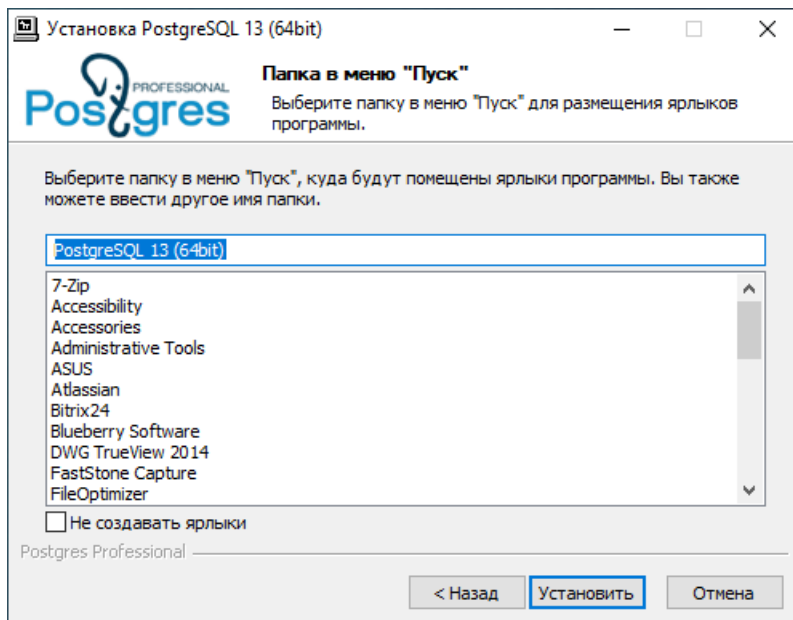 Установка PostgreSQL 13 (64bit)
PROFESSIONAL
Postgres
Папка в меню "Пуск"
Выберите папку в меню "Пуск" для размещения ярлыков
программы.
Выберите папку в меню "Пуск", куда будут помещены ярлыки программы. Вы также
можете ввести другое имя папки.
PostgreSQL 13 (64bit)
7-Zip
Accessibility
Accessories
Administrative Tools
ASUS
Atlassian
Bitrix24
Blueberry Software
DWG TrueView 2014
FastStone Capture
FileOptimizer
Не создавать ярлыки
Postgres Professional
< Назад
Установить
Отмена